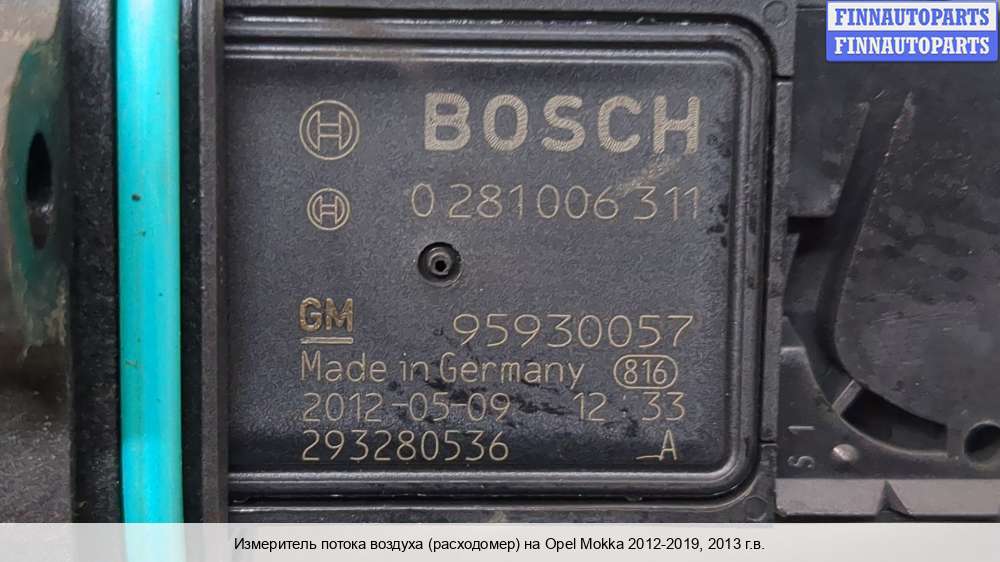 FINNAUTOPARTS
FINNAUTOPARTS
BOSCH
0 281 006 311
GM 95930057
Made in Germany 816
2012-05-09 12 33
293280536 A
S 1
Измеритель потока воздуха (расходомер) на Opel Mokka 2012-2019, 2013 г.в.